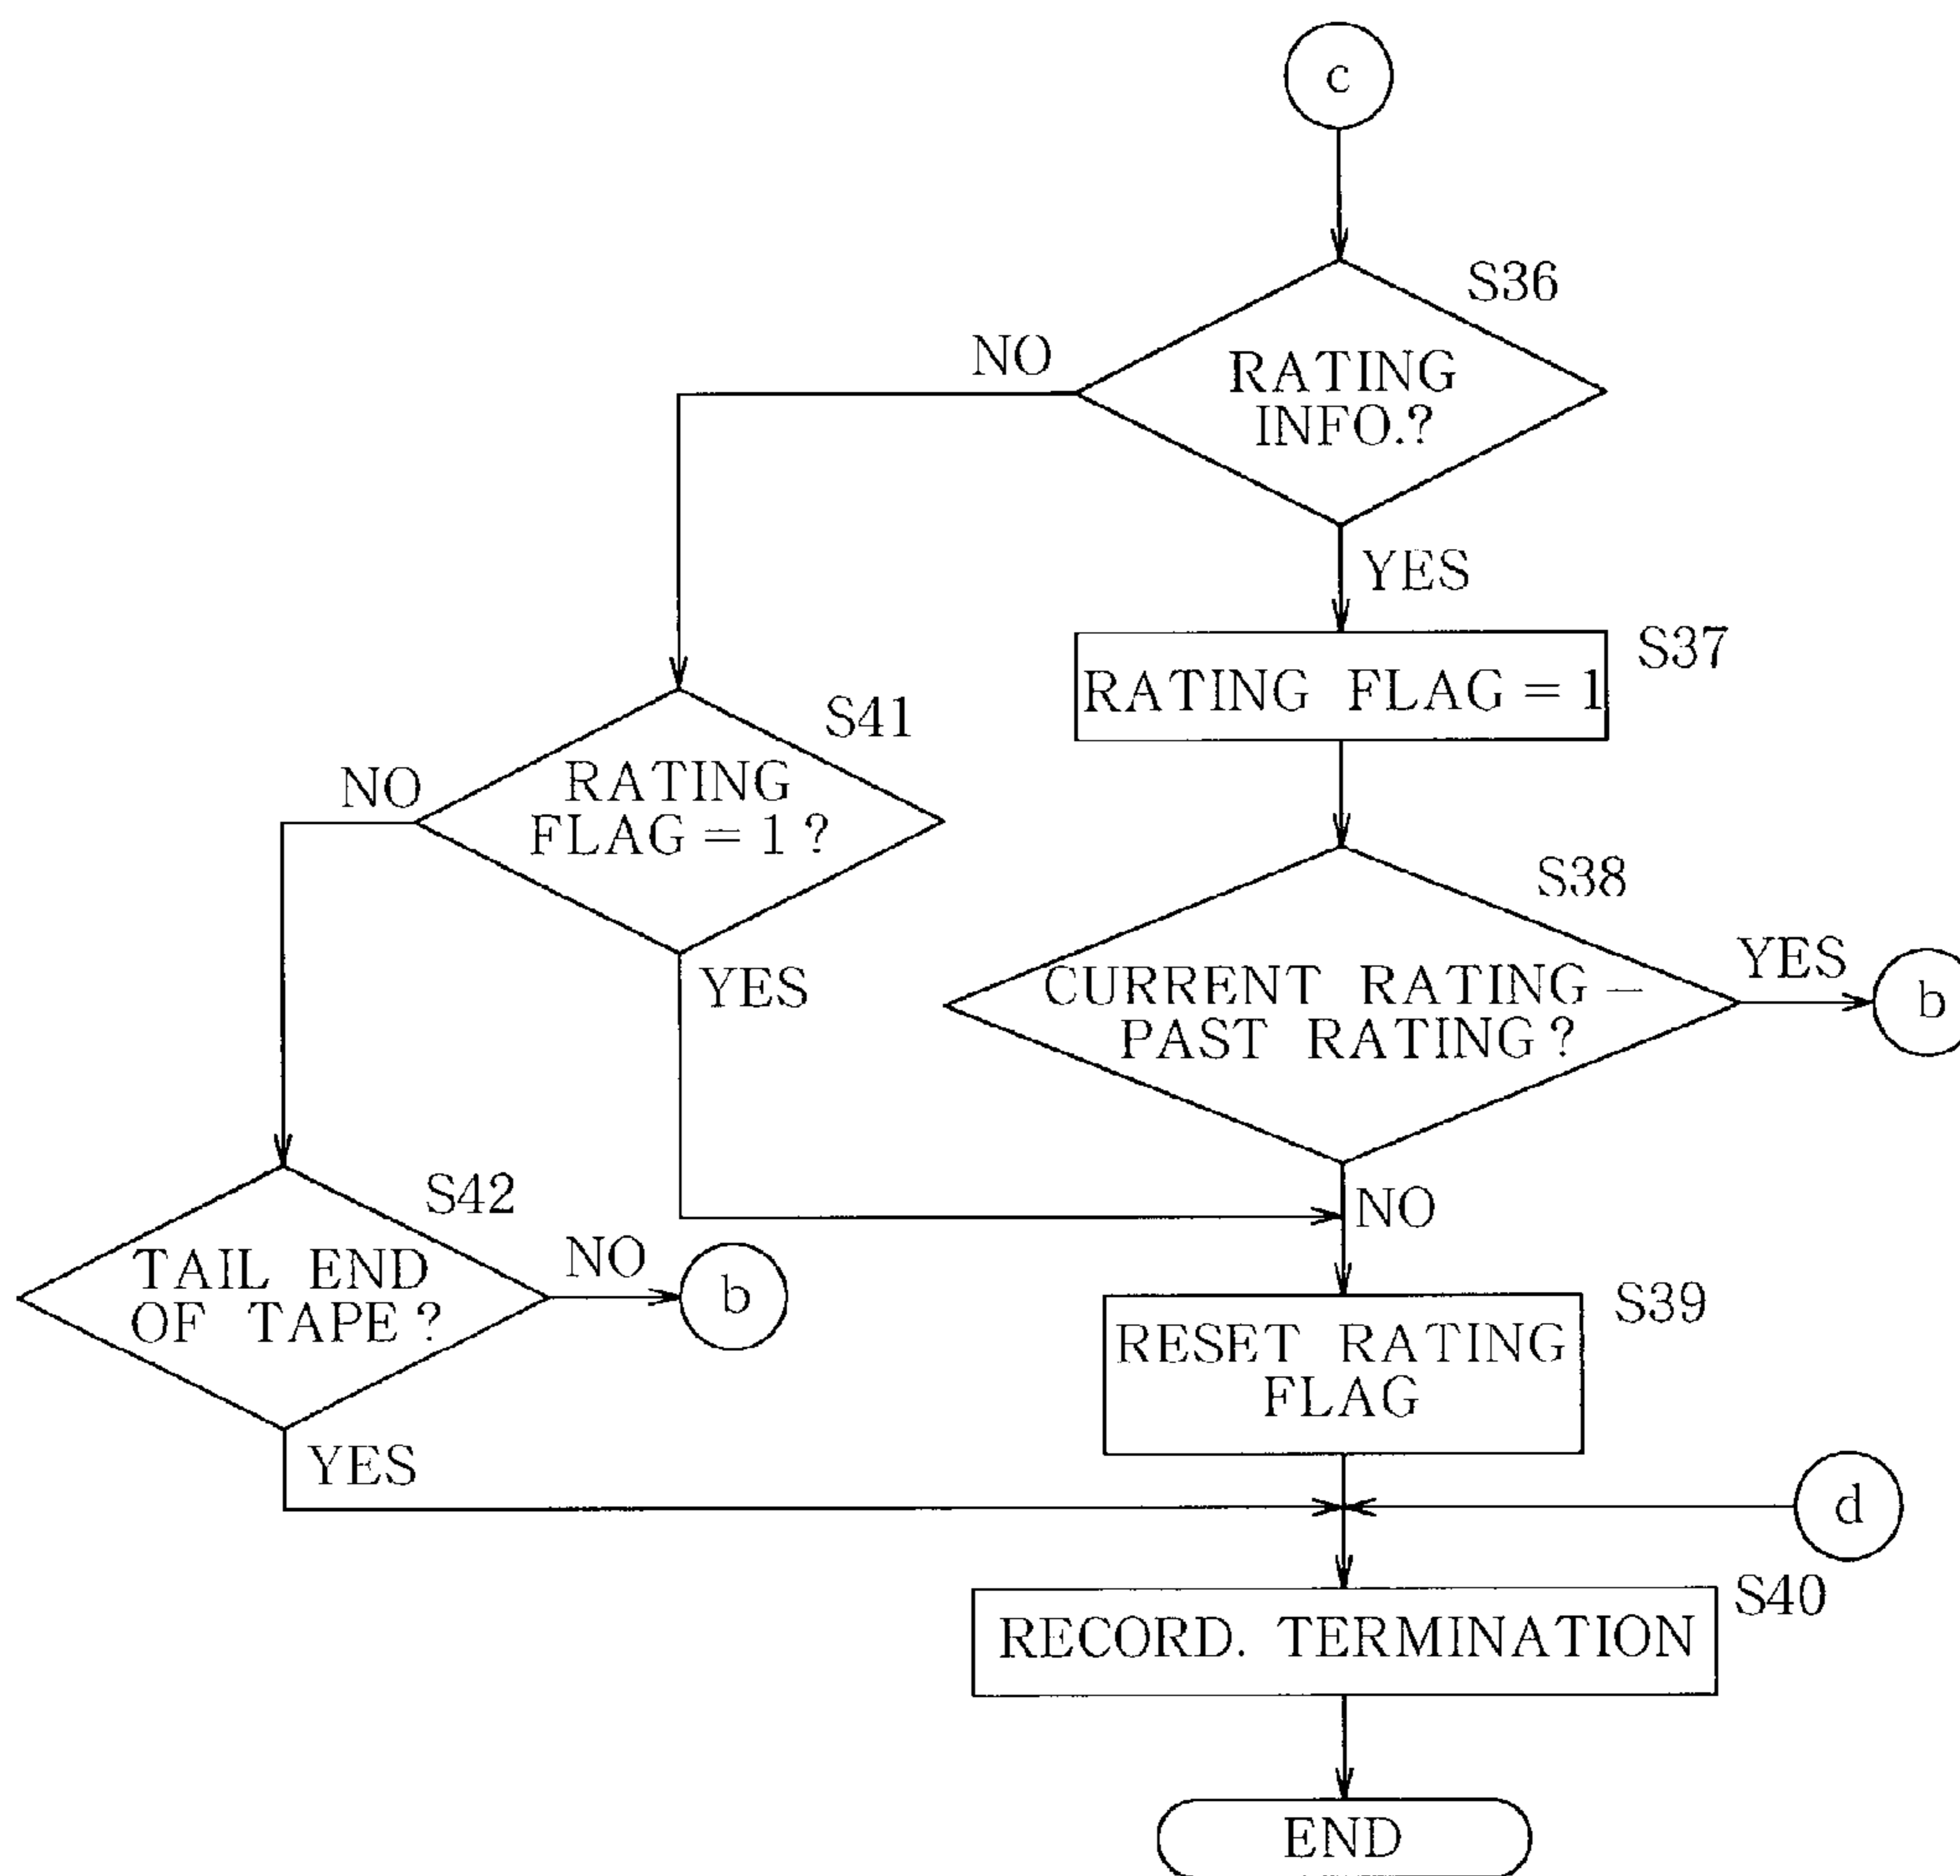 c
S36
NO
RATING
INFO.?
YES
S37
RATING FLAG = 1
S41
NO
RATING
FLAG = 1 ?
YES
S38
CURRENT RATING –
PAST RATING ?
YES
b
NO
S42
TAIL END
OF TAPE ?
NO
b
YES
S39
RESET RATING
FLAG
d
S40
RECORD. TERMINATION
END